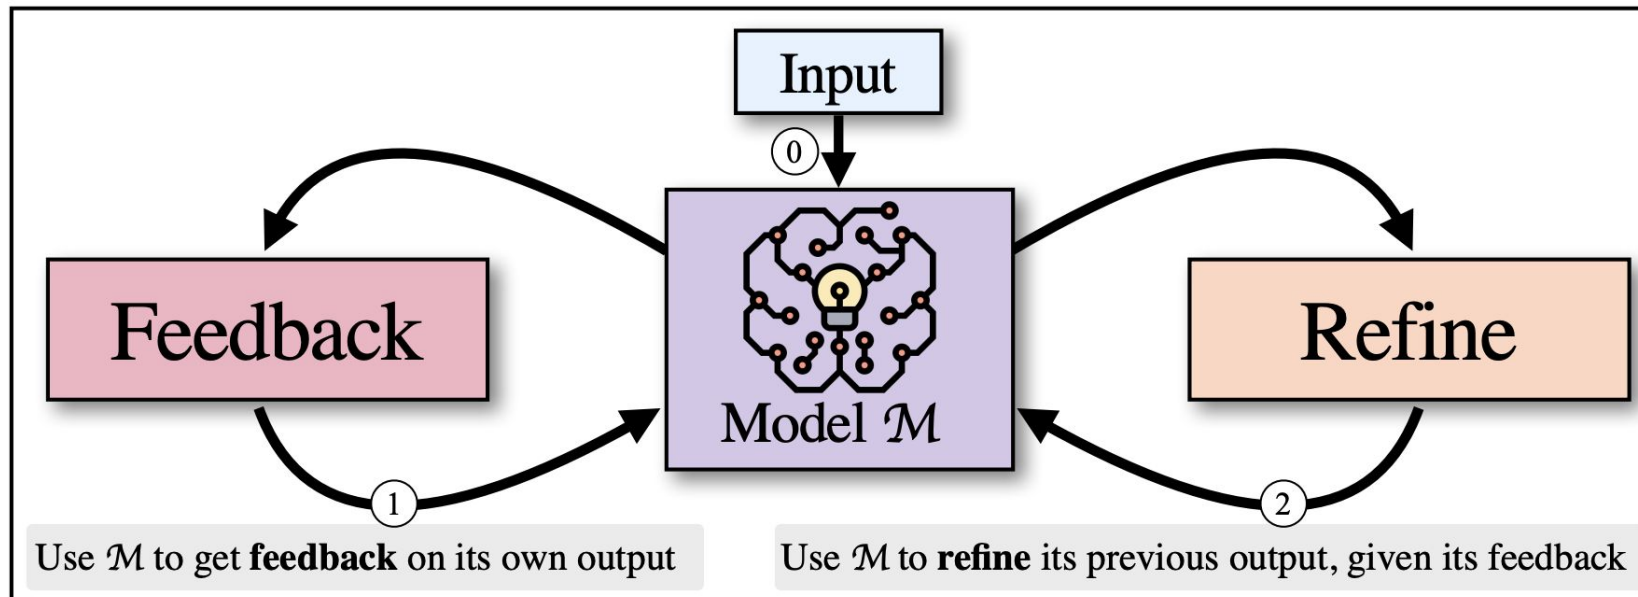 Input
0
Feedback
Model ℳ
Refine
1
2
Use ℳ to get feedback on its own output
Use ℳ to refine its previous output, given its feedback